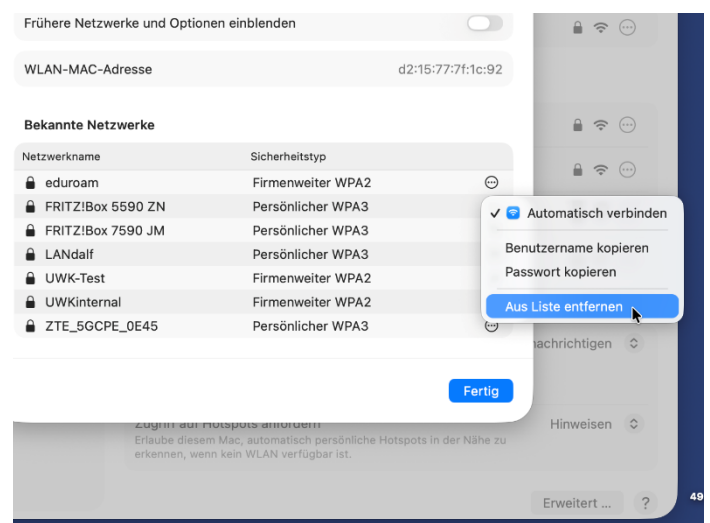 Frühere Netzwerke und Optionen einblenden
WLAN-MAC-Adresse d2:15:77:7f:1c:92
Bekannte Netzwerke
Netzwerkname Sicherheitstyp
eduroam Firmenweiter WPA2
FRITZ!Box 5590 ZN Persönlicher WPA3
FRITZ!Box 7590 JM Persönlicher WPA3
LANdalf Persönlicher WPA3
UWK-Test Firmenweiter WPA2
UWKinternal Firmenweiter WPA2
ZTE_5GCPE_0E45 Persönlicher WPA3
Automatisch verbinden
Benutzername kopieren
Passwort kopieren
Aus Liste entfernen
nachrichtigen
Fertig
Zugriff auf Hotspots anfordern Hinweisen
Erlaube diesem Mac, automatisch persönliche Hotspots in der Nähe zu
erkennen, wenn kein WLAN verfügbar ist.
Erweitert ... ?
49